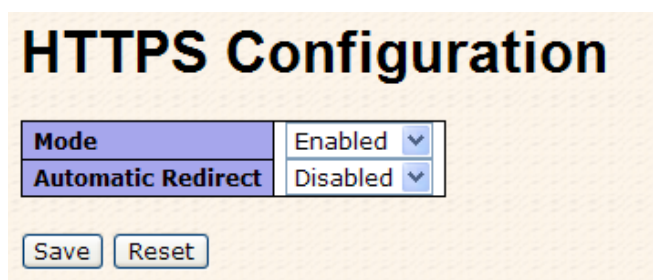 HTTPS Configuration
Mode Enabled
Automatic Redirect Disabled
Save Reset